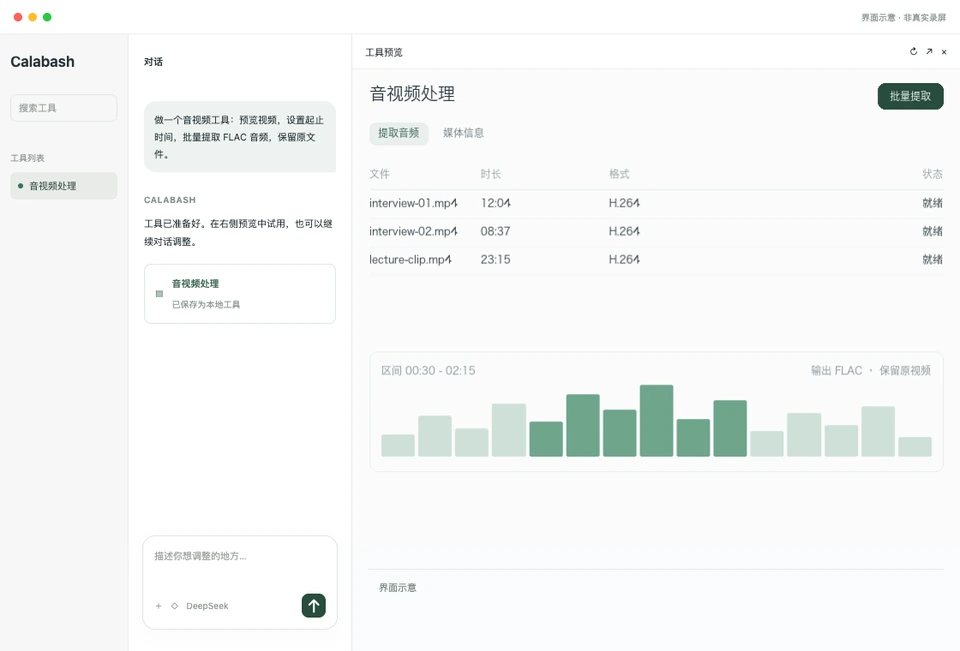 界面示意 · 非真实录屏
Calabash
搜索工具
工具列表
音视频处理
对话
做一个音视频工具：预览视频，设置起止
时间，批量提取 FLAC 音频，保留原文
件。
CALABASH
工具已准备好。在右侧预览中试用，也可以继
续对话调整。
音视频处理
已保存为本地工具
描述你想调整的地方...
DeepSeek
工具预览
音视频处理
批量提取
提取音频 媒体信息
文件 时长 格式 状态
interview-01.mp4 12:04 H.264 就绪
interview-02.mp4 08:37 H.264 就绪
lecture-clip.mp4 23:15 H.264 就绪
区间 00:30 - 02:15 输出 FLAC · 保留原视频
界面示意